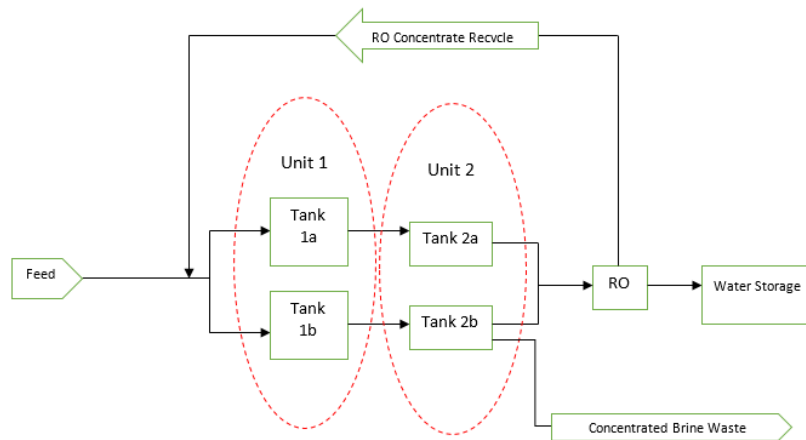 RO Concentrate Recvcle
Unit 1
Unit 2
Tank
1a
Tank 2a
Feed
RO
Water Storage
Tank
1b
Tank 2b
Concentrated Brine Waste